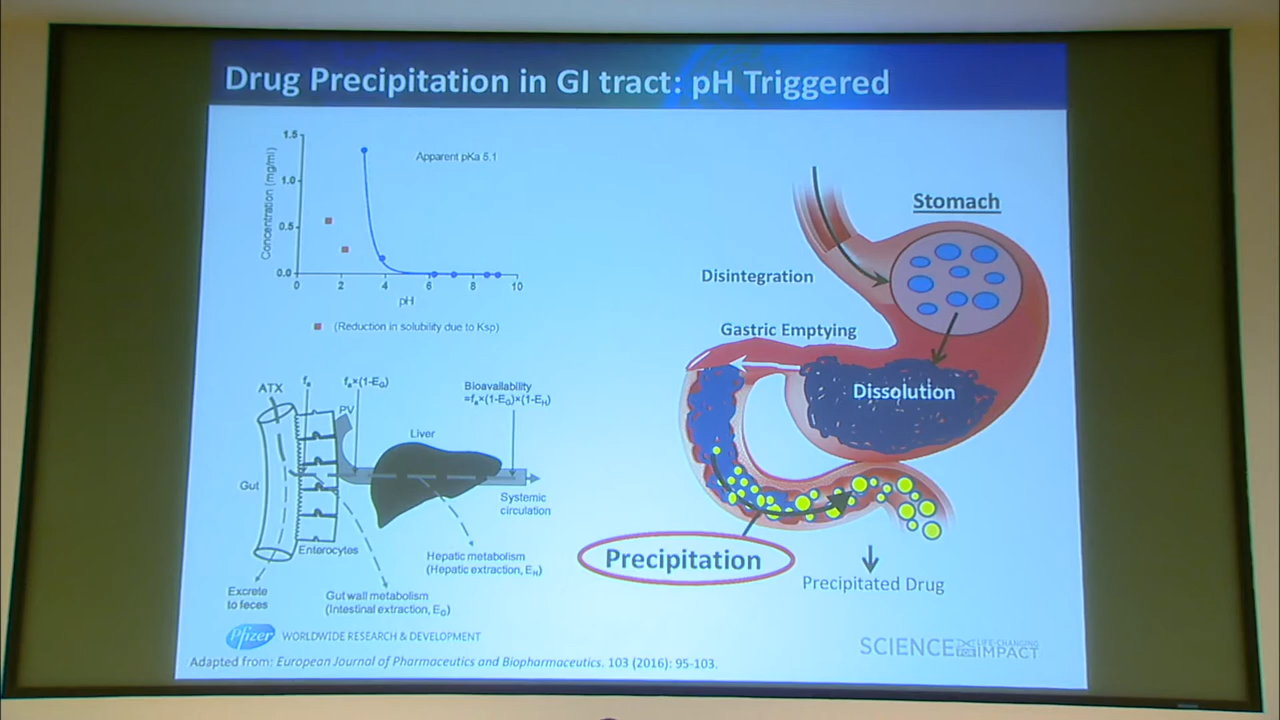 Drug Precipitation in GI tract: pH Triggered
1.5
1.0
0.5
0.0
Concentration (mg/ml)
Apparent pKa 5.1
0 2 4 6 8 10
pH
(Reduction in solubility due to Ksp)
ATX
fa
fa×(1-EG)
PV
Liver
Bioavailability
=fa×(1-EG)×(1-EH)
Gut
Systemic
circulation
Enterocytes
Hepatic metabolism
(Hepatic extraction, EH)
Excrete
to feces
Gut wall metabolism
(Intestinal extraction, EG)
Stomach
Disintegration
Gastric Emptying
Dissolution
Precipitation
Precipitated Drug
Pfizer WORLDWIDE RESEARCH & DEVELOPMENT
SCIENCE FOR LIFE-CHANGING IMPACT
Adapted from: European Journal of Pharmaceutics and Biopharmaceutics. 103 (2016): 95-103.